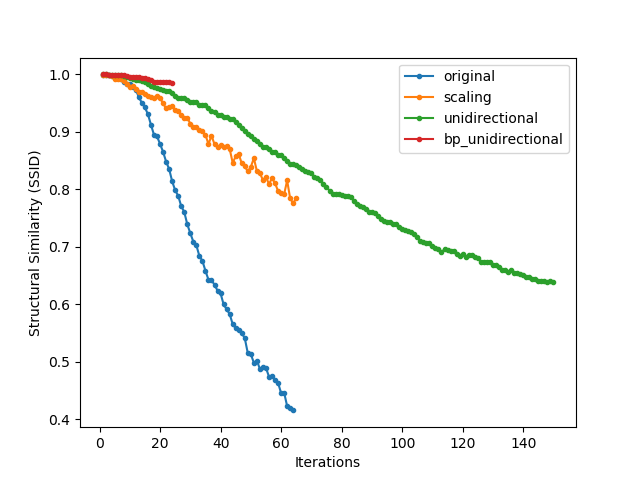 original
scaling
unidirectional
bp_unidirectional
1.0
0.9
0.8
0.7
0.6
0.5
0.4
Structural Similarity (SSID)
0 20 40 60 80 100 120 140
Iterations